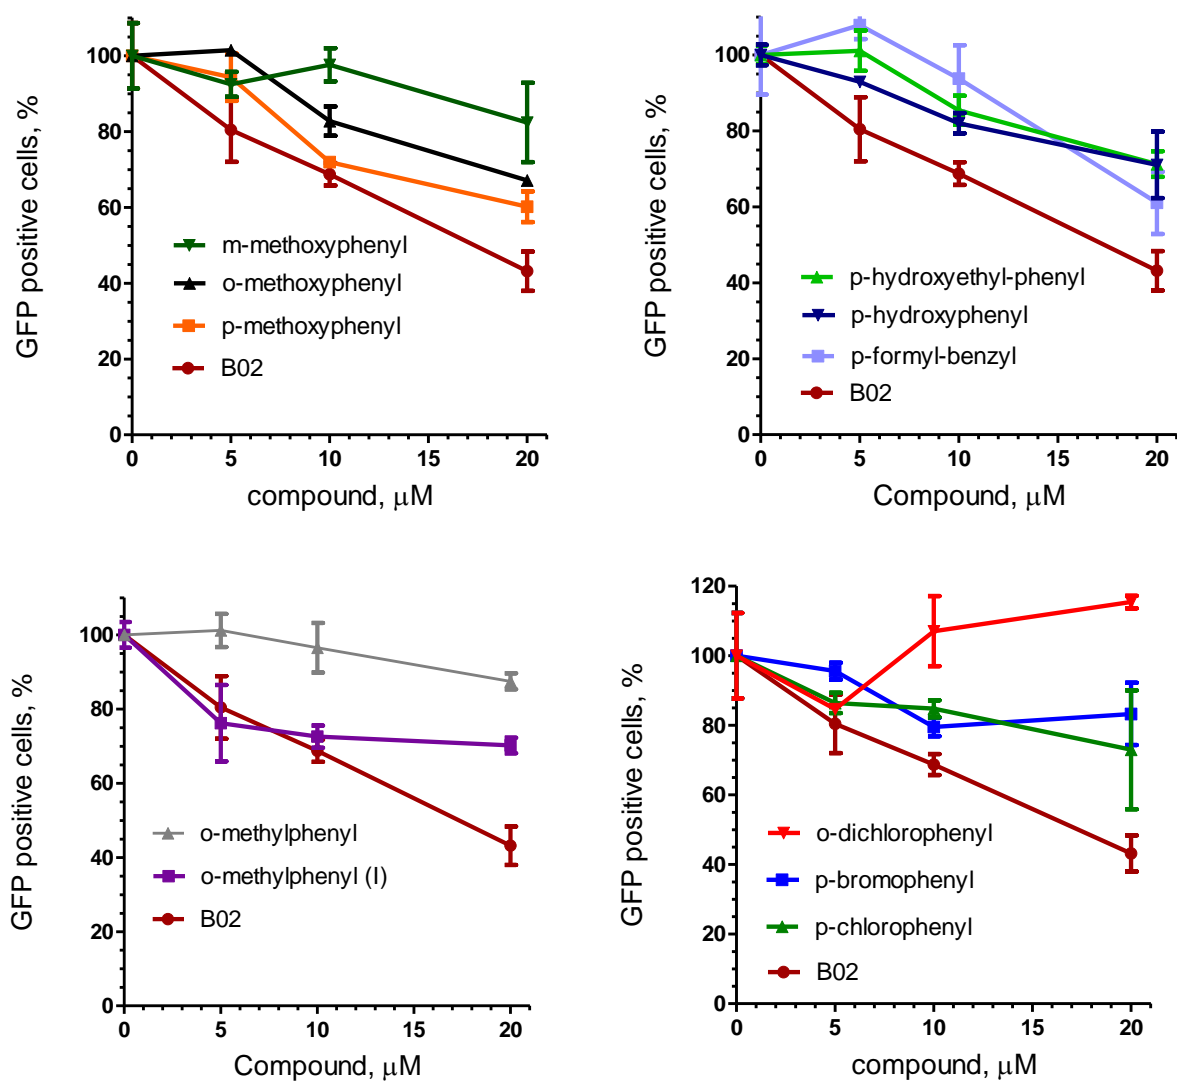 GFP positive cells, %
100
80
60
40
20
0
m-methoxyphenyl
o-methoxyphenyl
p-methoxyphenyl
B02
0 5 10 15 20
compound, μM
GFP positive cells, %
100
80
60
40
20
0
p-hydroxyethyl-phenyl
p-hydroxyphenyl
p-formyl-benzyl
B02
0 5 10 15 20
Compound, μM
GFP positive cells, %
100
80
60
40
20
0
o-methylphenyl
o-methylphenyl (I)
B02
0 5 10 15 20
Compound, μM
GFP positive cells, %
120
100
80
60
40
20
0
o-dichlorophenyl
p-bromophenyl
p-chlorophenyl
B02
0 5 10 15 20
compound, μM